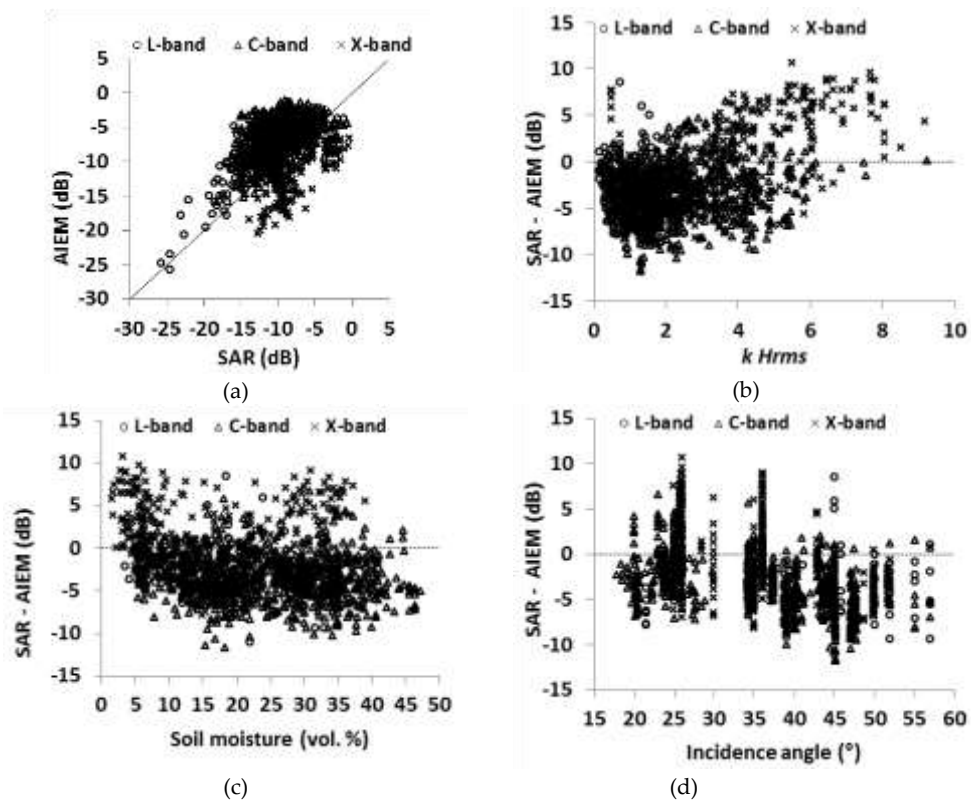 ○ L-band △ C-band × X-band
5
0
-5
-10
-15
-20
-25
-30
AIEM (dB)
-30 -25 -20 -15 -10 -5 0 5
SAR (dB)
(a)
○ L-band △ C-band × X-band
15
10
5
0
-5
-10
-15
SAR - AIEM (dB)
0 2 4 6 8 10
k Hrms
(b)
○ L-band △ C-band × X-band
15
10
5
0
-5
-10
-15
SAR - AIEM (dB)
0 5 10 15 20 25 30 35 40 45 50
Soil moisture (vol. %)
(c)
○ L-band △ C-band × X-band
15
10
5
0
-5
-10
-15
SAR - AIEM (dB)
15 20 25 30 35 40 45 50 55 60
Incidence angle (°)
(d)